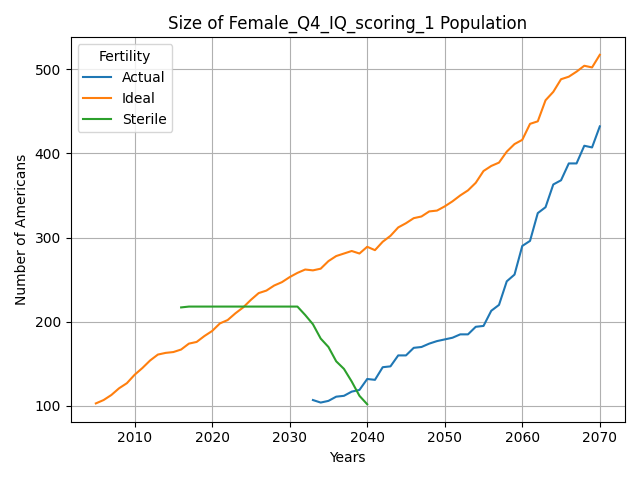 Size of Female_Q4_IQ_scoring_1 Population
Fertility
Actual
Ideal
Sterile
Number of Americans
500
400
300
200
100
2010 2020 2030 2040 2050 2060 2070
Years